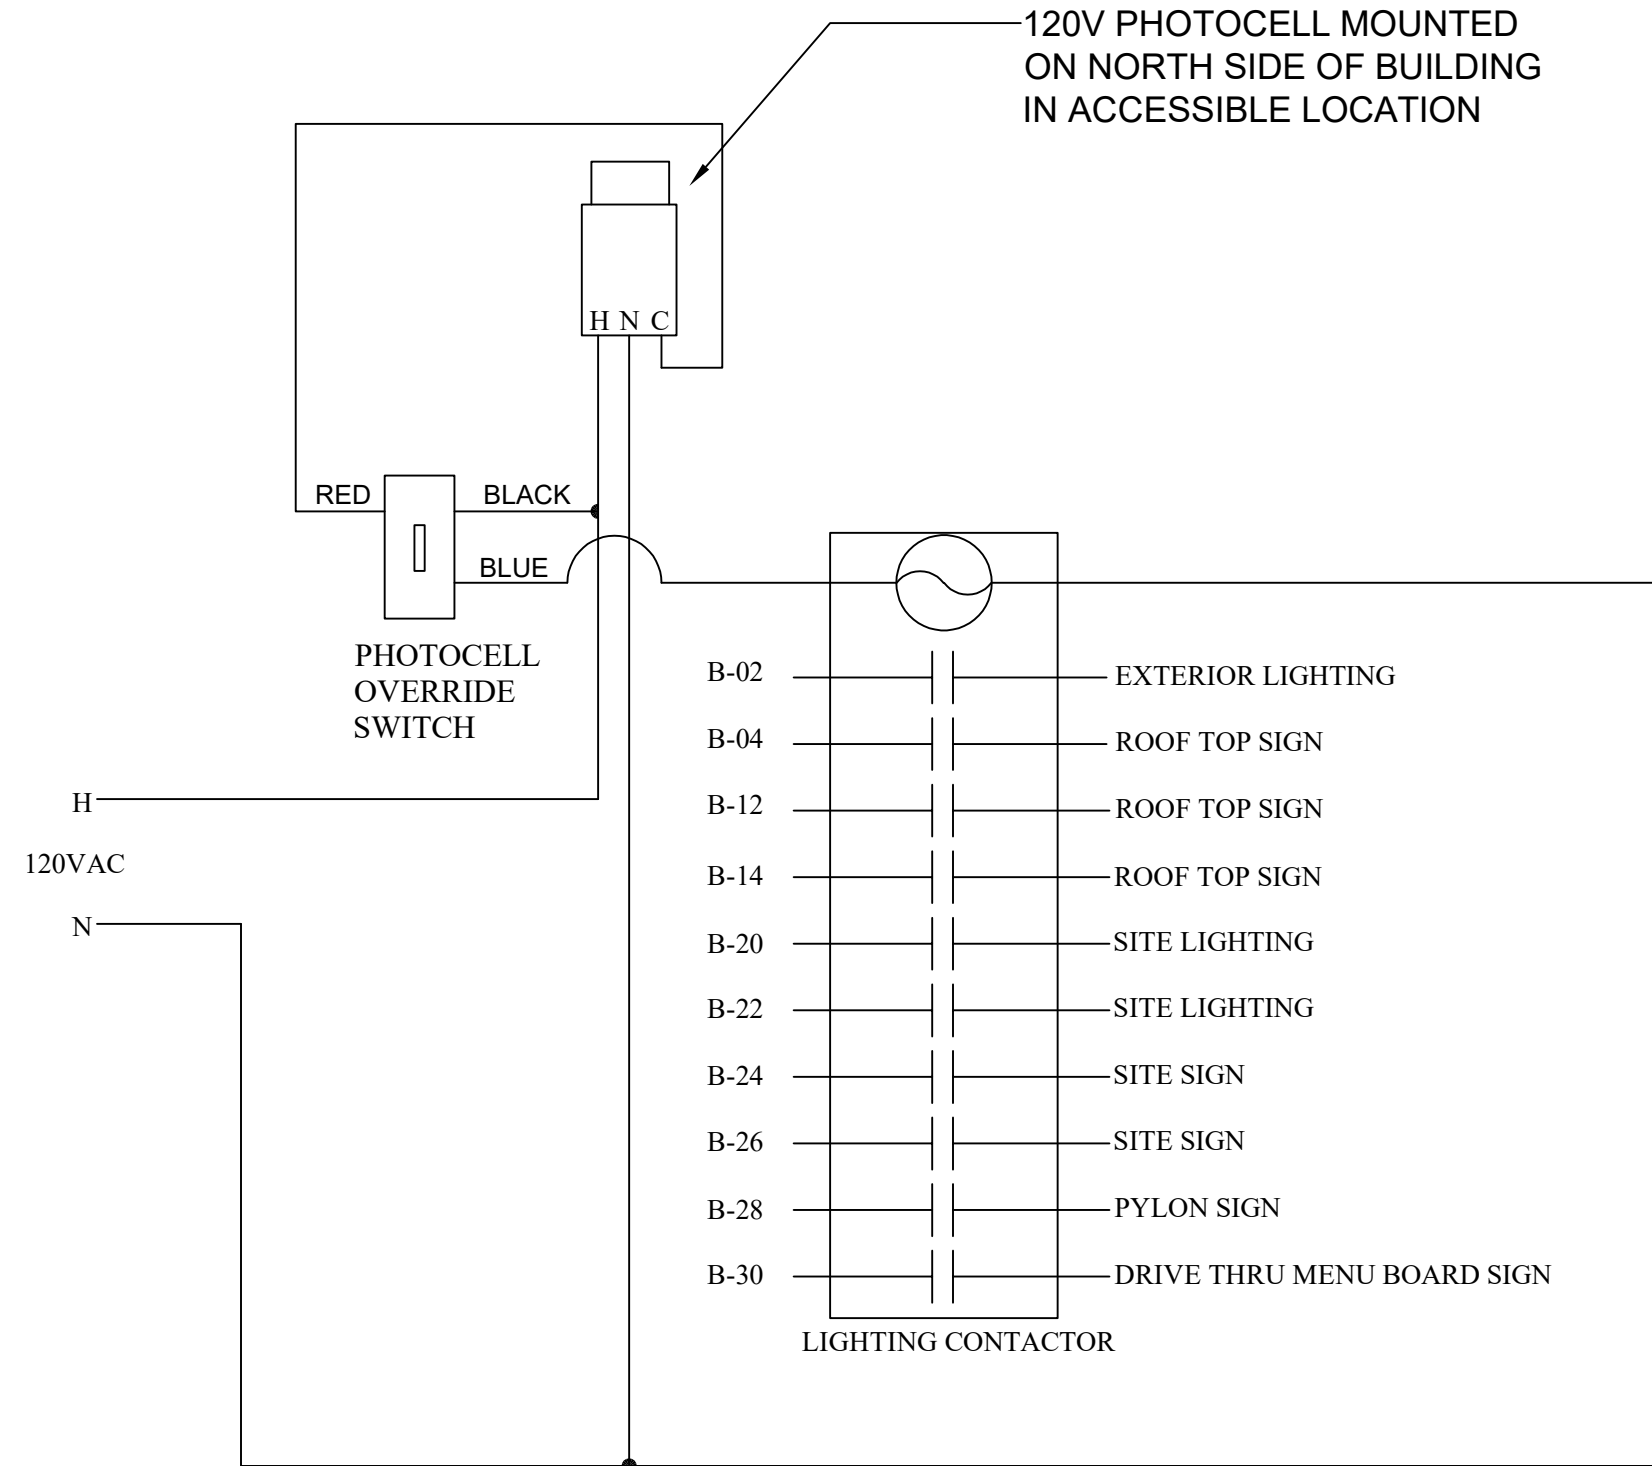 120V PHOTOCELL MOUNTED
ON NORTH SIDE OF BUILDING
IN ACCESSIBLE LOCATION
H N C
RED
BLACK
BLUE
PHOTOCELL
OVERRIDE
SWITCH
H
120VAC
N
B-02 EXTERIOR LIGHTING
B-04 ROOF TOP SIGN
B-12 ROOF TOP SIGN
B-14 ROOF TOP SIGN
B-20 SITE LIGHTING
B-22 SITE LIGHTING
B-24 SITE SIGN
B-26 SITE SIGN
B-28 PYLON SIGN
B-30 DRIVE THRU MENU BOARD SIGN
LIGHTING CONTACTOR